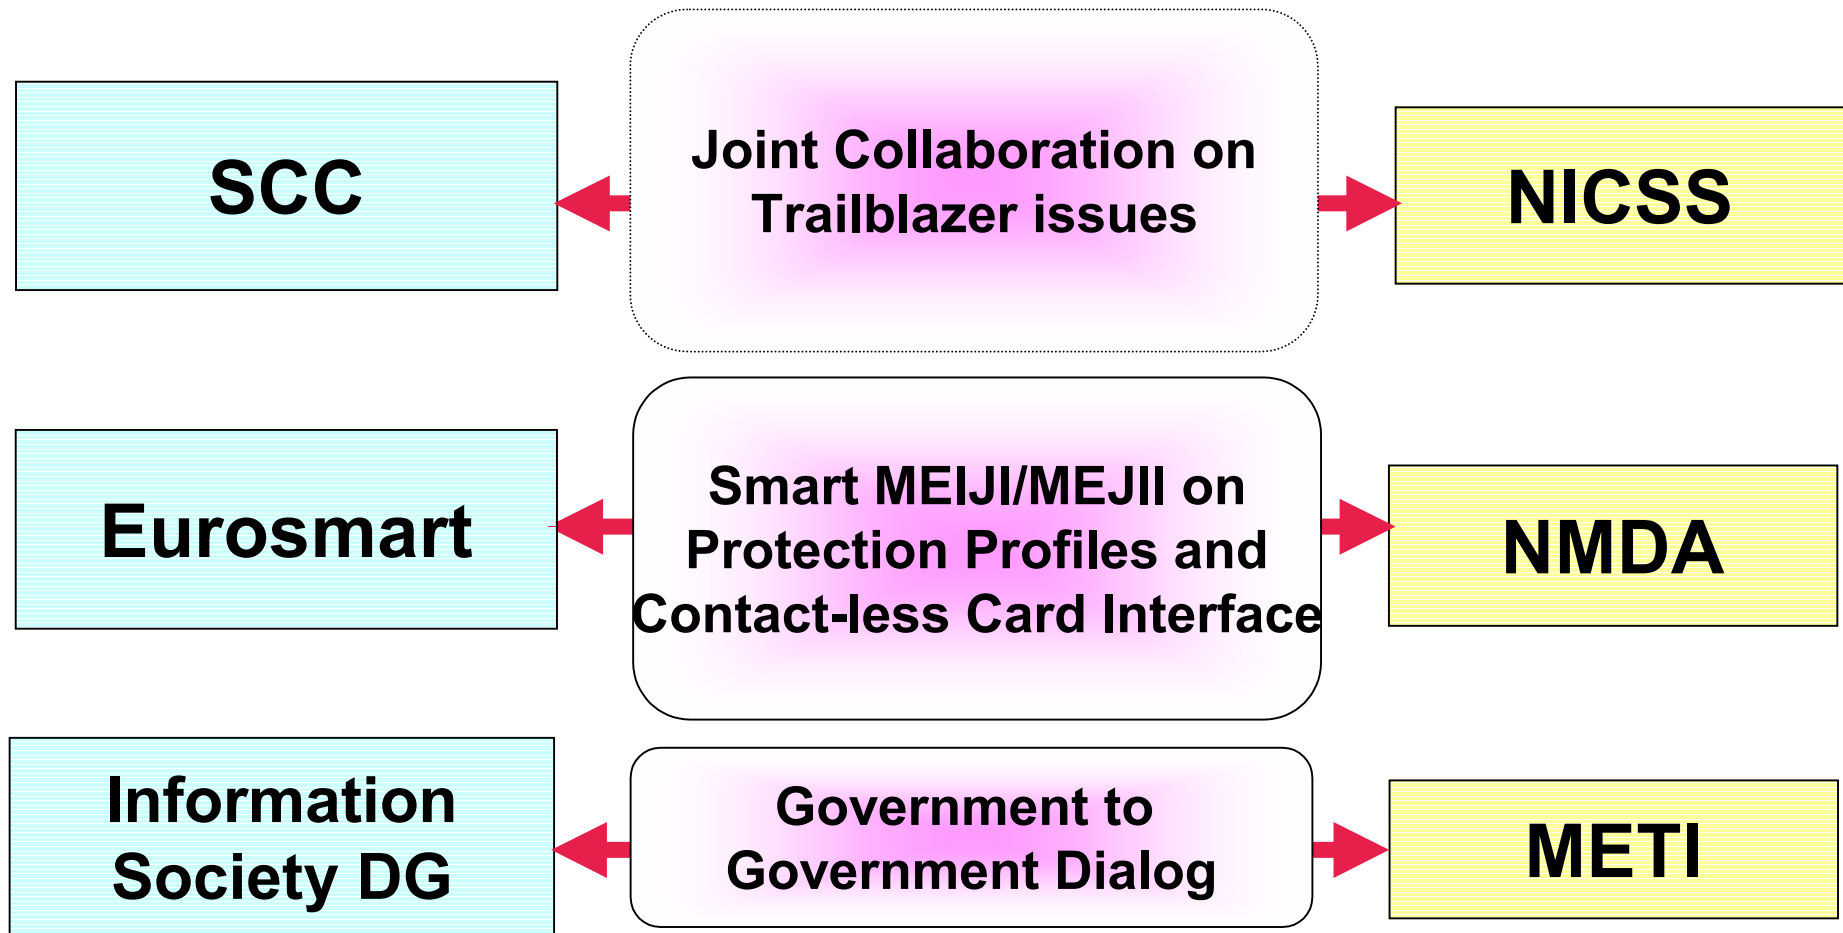 SCC
Joint Collaboration on
Trailblazer issues
NICSS
Eurosmart
Smart MEIJI/MEJII on
Protection Profiles and
Contact-less Card Interface
NMDA
Information
Society DG
Government to
Government Dialog
METI